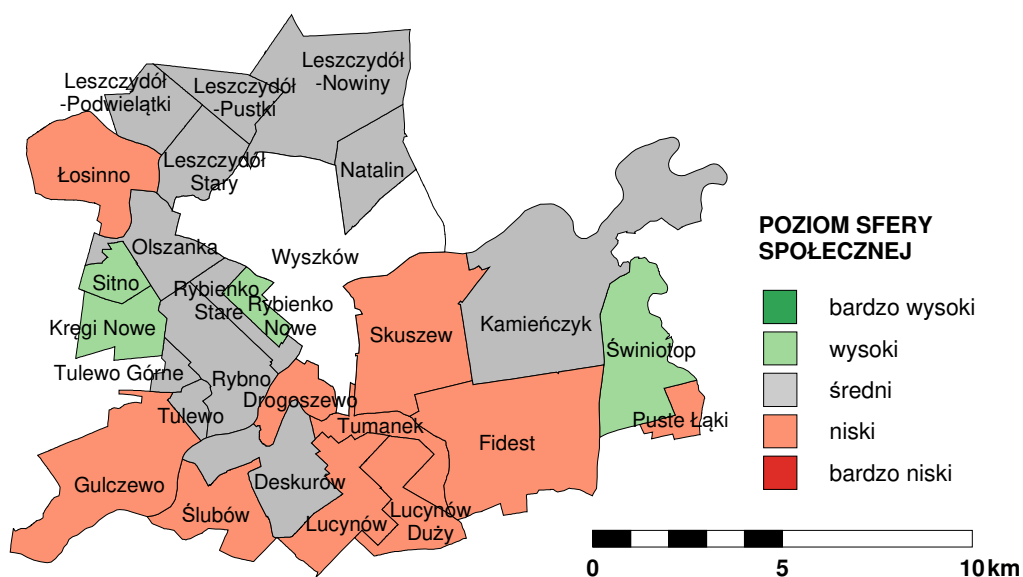 Leszczydół
-Nowiny
Leszczydół
-Podwielątki
Leszczydół
-Pustki
Leszczydół
Stary
Natalin
Łosinno
Olszanka
Wyszków
Sitno
Rybienko
Stare
Rybienko
Nowe
Kręgi Nowe
Skuszew
Kamieńczyk
Świniotop
Tulewo Górne
Rybno
Drogoszewo
Tulewo
Tumanek
Fidest
Puste Łąki
Gulczewo
Deskurów
Ślubów
Lucynów
Lucynów
Duży
POZIOM SFERY
SPOŁECZNEJ
bardzo wysoki
wysoki
średni
niski
bardzo niski
0 5 10 km